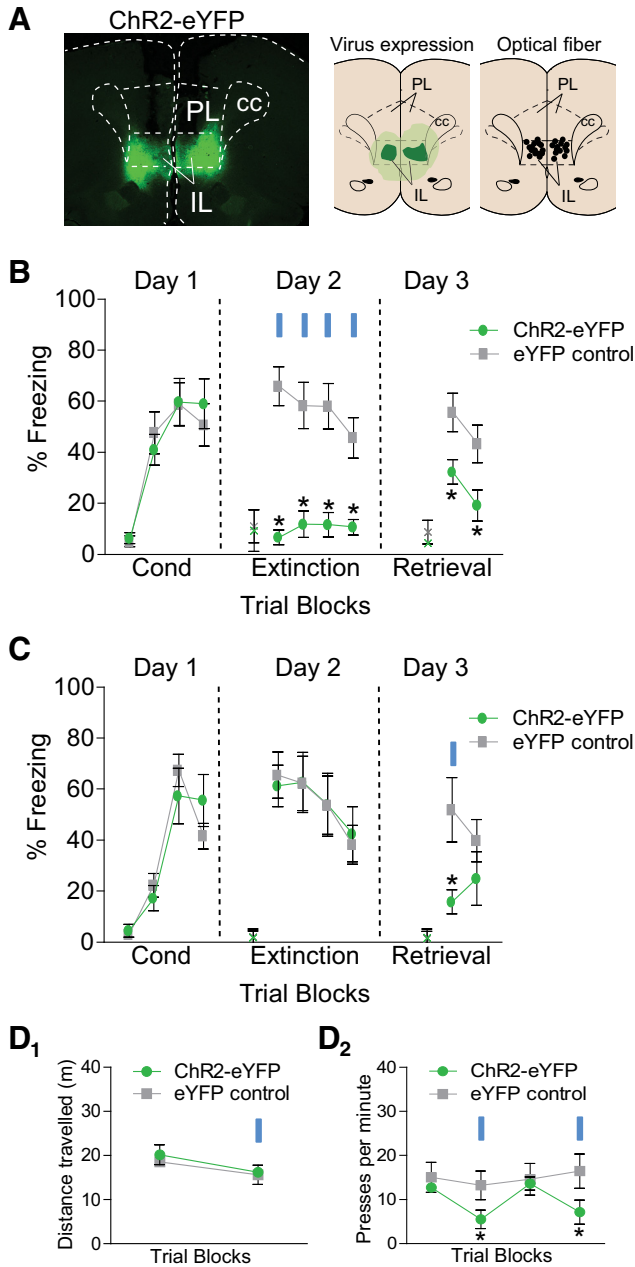 A
ChR2-eYFP
PL
cc
IL
Virus expression
PL
cc
IL
Optical fiber
PL
cc
IL
B
Day 1
Day 2
Day 3
ChR2-eYFP
eYFP control
100
80
60
40
20
0
% Freezing
* * * *
* *
Cond
Extinction
Retrieval
Trial Blocks
C
Day 1
Day 2
Day 3
ChR2-eYFP
eYFP control
100
80
60
40
20
0
% Freezing
*
Cond
Extinction
Retrieval
Trial Blocks
D1
ChR2-eYFP
eYFP control
40
30
20
10
0
Distance travelled (m)
Trial Blocks
D2
ChR2-eYFP
eYFP control
40
30
20
10
0
Presses per minute
* *
Trial Blocks